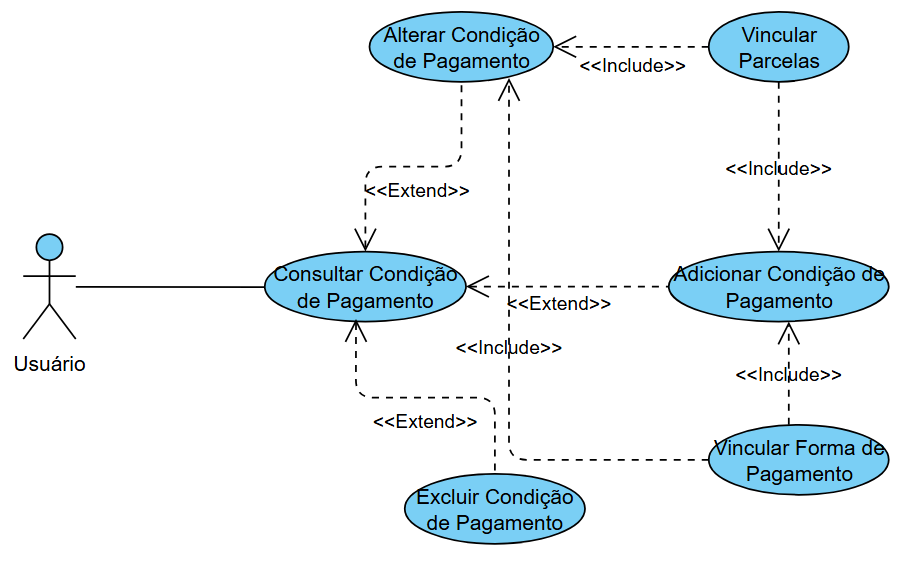 Alterar Condição
de Pagamento
Vincular
Parcelas
<<Include>>
<<Include>>
<<Extend>>
Consultar Condição
de Pagamento
Adicionar Condição de
Pagamento
<<Extend>>
<<Include>>
Usuário
<<Include>>
<<Extend>>
Vincular Forma de
Pagamento
Excluir Condição
de Pagamento